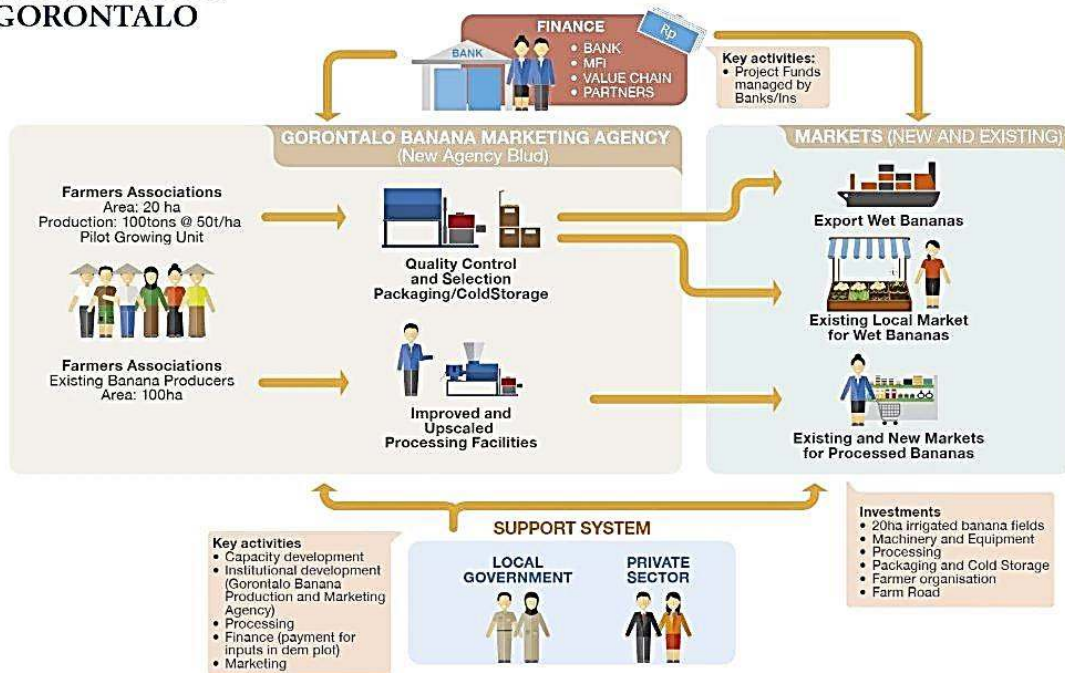 GORONTALO
FINANCE
• BANK
• MFI
• VALUE CHAIN
• PARTNERS
BANK
Rp
Key activities:
• Project Funds
managed by
Banks/Ins
GORONTALO BANANA MARKETING AGENCY
(New Agency Blud)
MARKETS (NEW AND EXISTING)
Farmers Associations
Area: 20 ha
Production: 100tons @ 50t/ha
Pilot Growing Unit
Quality Control
and Selection
Packaging/ColdStorage
Export Wet Bananas
Existing Local Market
for Wet Bananas
Farmers Associations
Existing Banana Producers
Area: 100ha
Improved and
Upscaled
Processing Facilities
Existing and New Markets
for Processed Bananas
SUPPORT SYSTEM
LOCAL
GOVERNMENT
PRIVATE
SECTOR
Key activities
• Capacity development
• Institutional development
(Gorontalo Banana
Production and Marketing
Agency)
• Processing
• Finance (payment for
inputs in dem plot)
• Marketing
Investments
• 20ha irrigated banana fields
• Machinery and Equipment
• Processing
• Packaging and Cold Storage
• Farmer organisation
• Farm Road